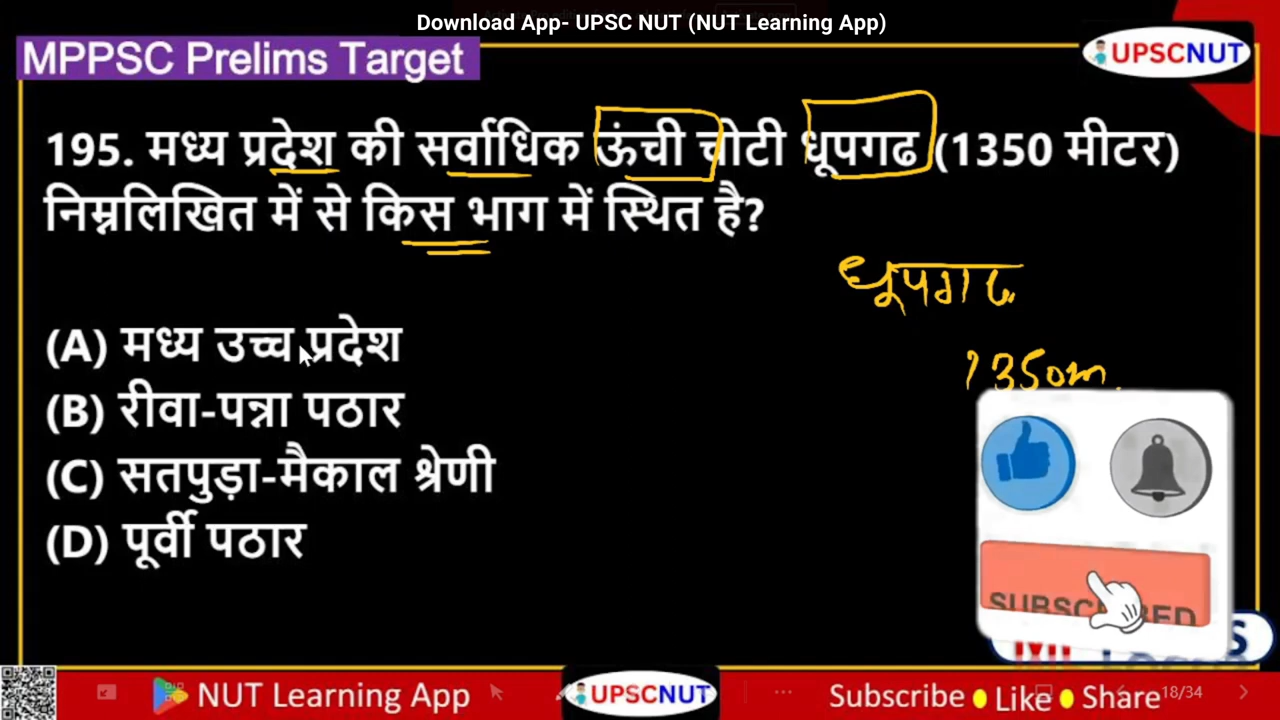 Download App- UPSC NUT (NUT Learning App)
MPPSC Prelims Target
UPSCNUT
195. मध्य प्रदेश की सर्वाधिक ऊंची चोटी धूपगढ (1350 मीटर)
निम्नलिखित में से किस भाग में स्थित है?
धूपगढ
1350m
(A) मध्य उच्च प्रदेश
(B) रीवा-पन्ना पठार
(C) सतपुड़ा-मैकाल श्रेणी
(D) पूर्वी पठार
SUBSCRIBED
NUT Learning App
UPSCNUT
Subscribe Like Share
18/34